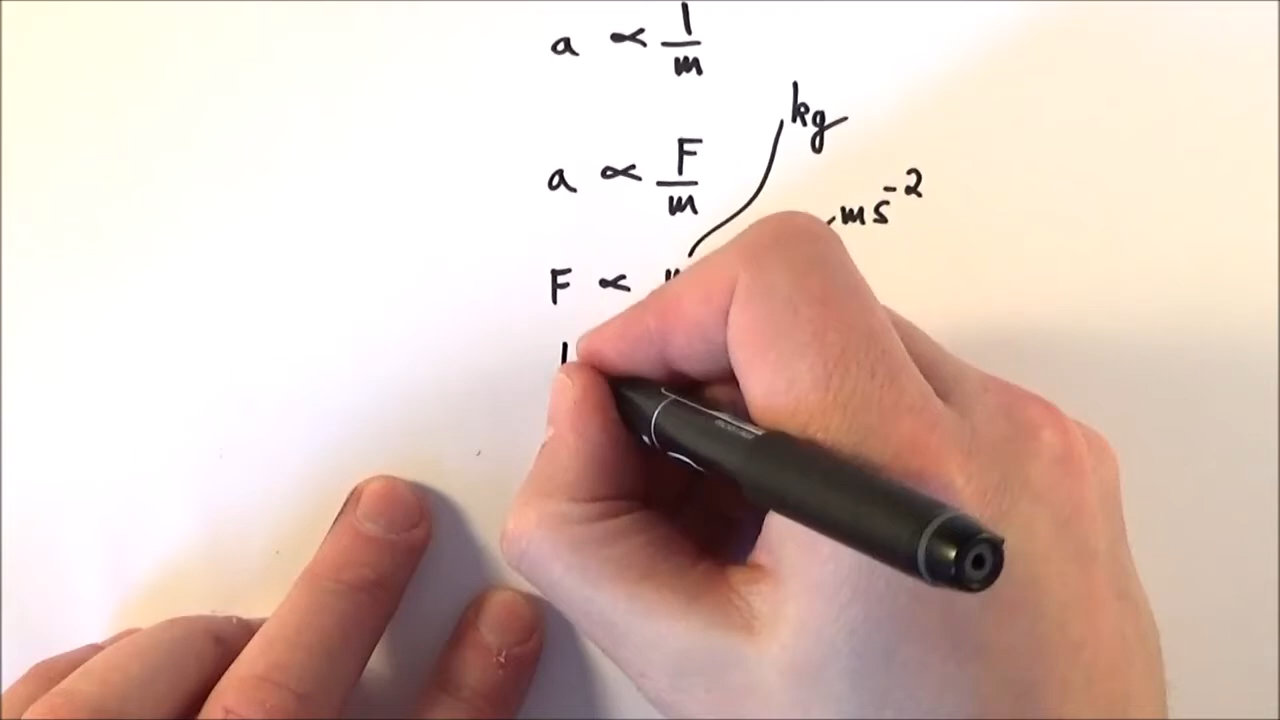 a ∝ 1/m
kg
a ∝ F/m
ms⁻²
F ∝